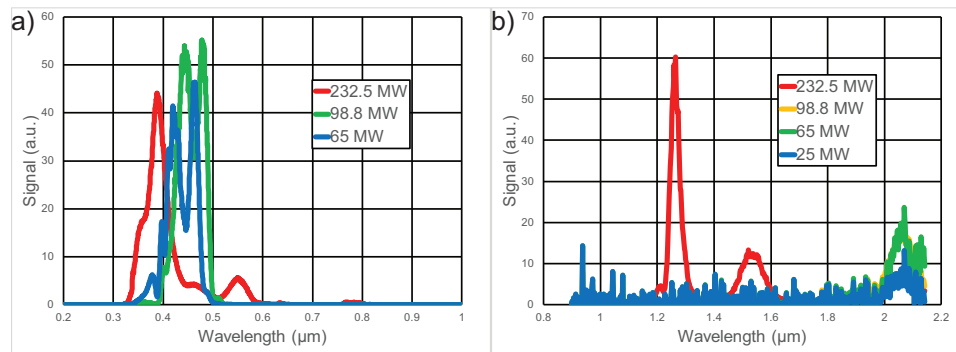 a)
60
50
40
30
20
10
0
Signal (a.u.)
232.5 MW
98.8 MW
65 MW
0.2 0.3 0.4 0.5 0.6 0.7 0.8 0.9 1
Wavelength (µm)
b)
70
60
50
40
30
20
10
0
Signal (a.u.)
232.5 MW
98.8 MW
65 MW
25 MW
0.8 1 1.2 1.4 1.6 1.8 2 2.2
Wavelength (µm)